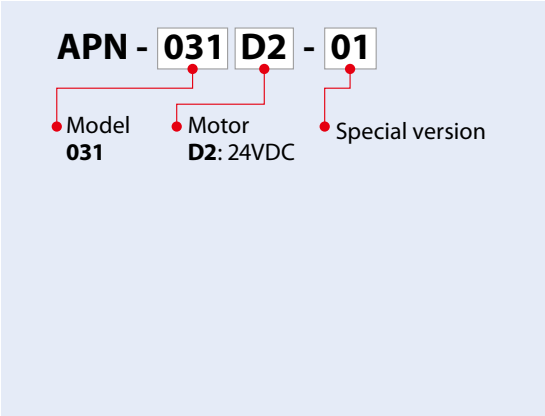 APN - 031 D2 - 01
Model
031
Motor
D2: 24VDC
Special version